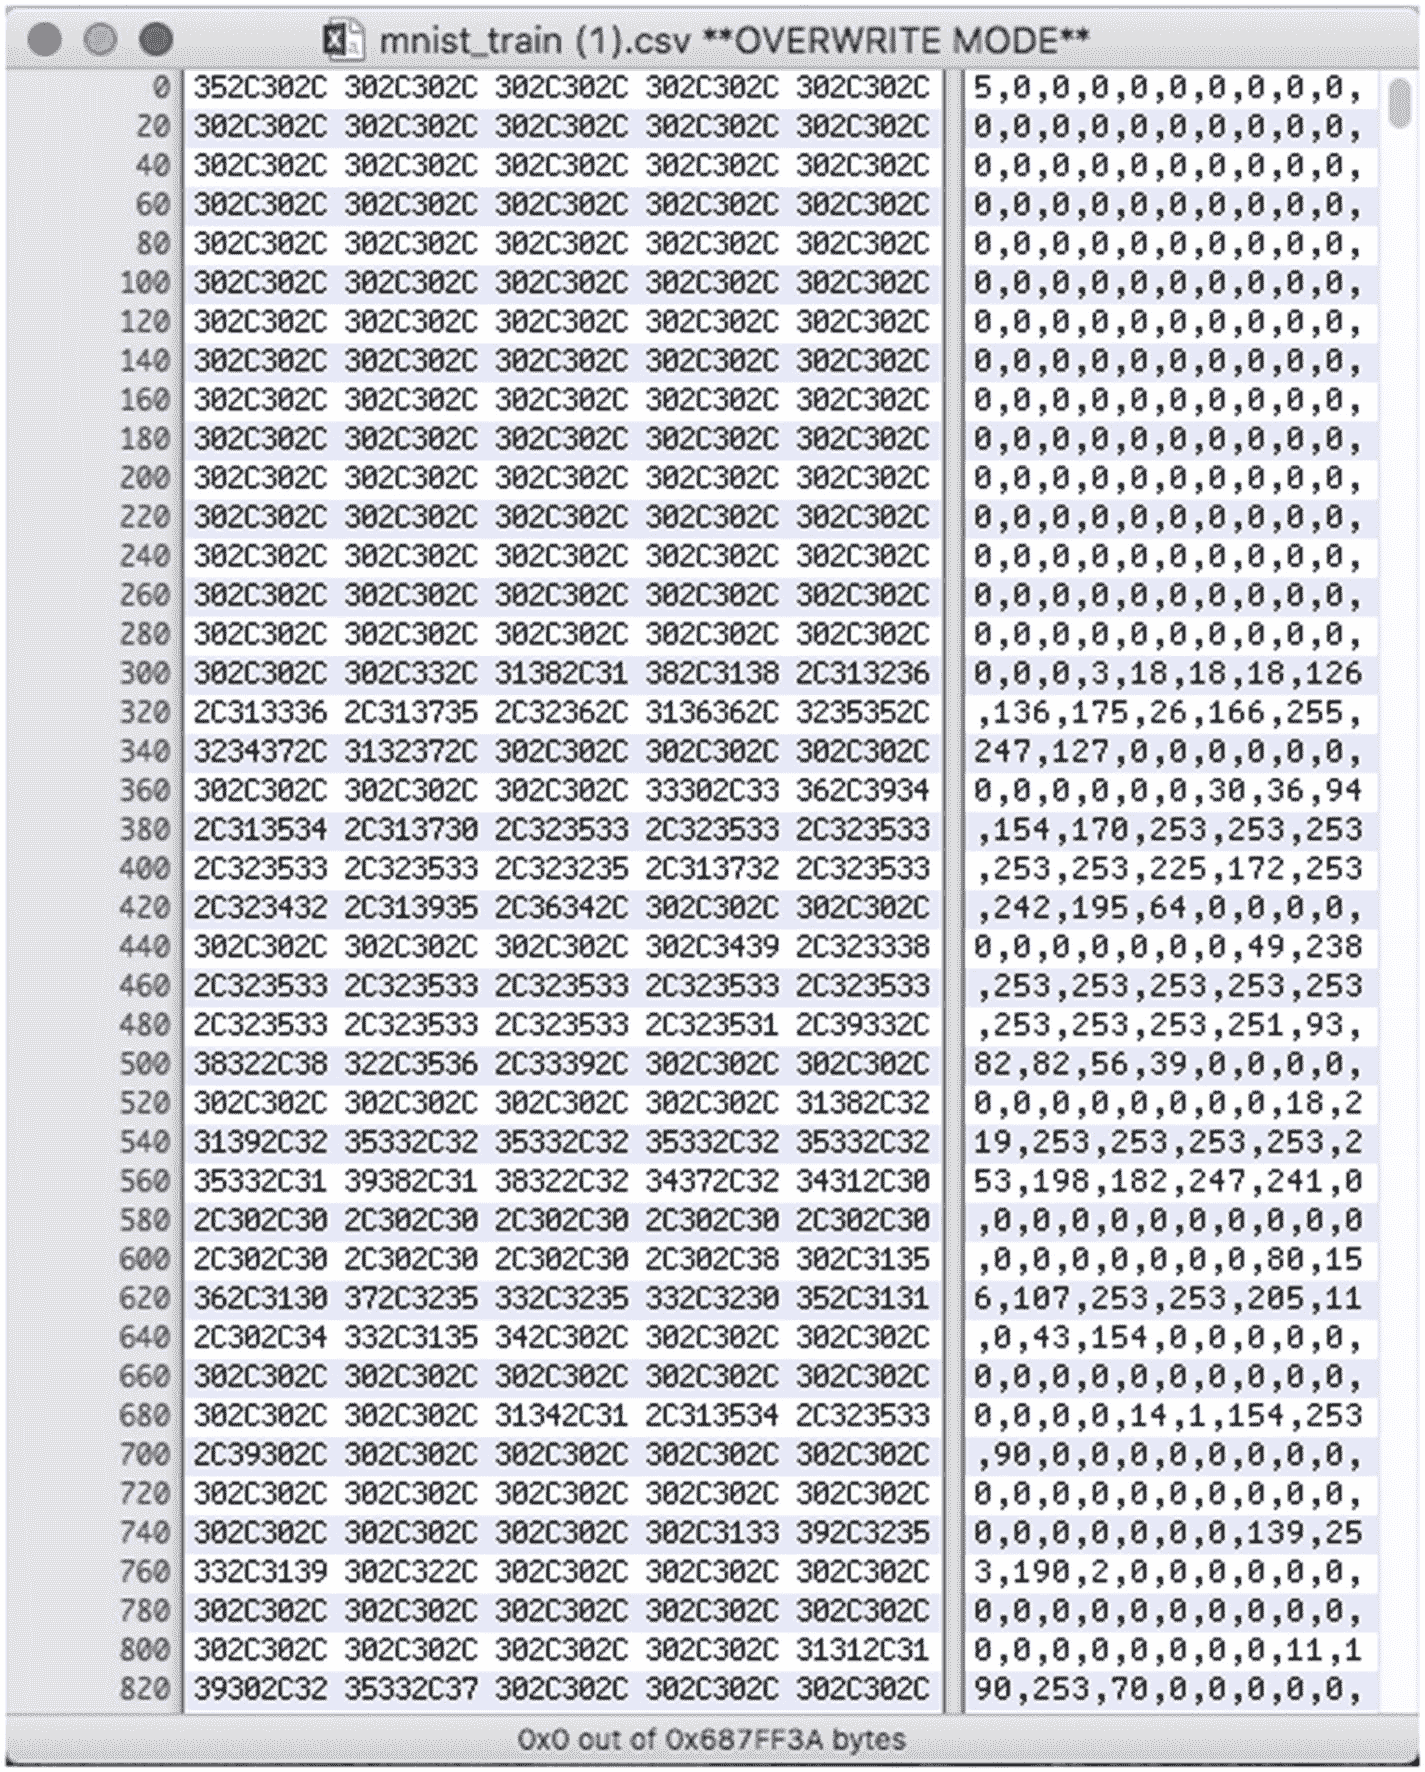 mnist_train (1).csv **OVERWRITE MODE**
0 352C302C 302C302C 302C302C 302C302C 302C302C 5,0,0,0,0,0,0,0,0,0,
20 302C302C 302C302C 302C302C 302C302C 302C302C 0,0,0,0,0,0,0,0,0,0,
40 302C302C 302C302C 302C302C 302C302C 302C302C 0,0,0,0,0,0,0,0,0,0,
60 302C302C 302C302C 302C302C 302C302C 302C302C 0,0,0,0,0,0,0,0,0,0,
80 302C302C 302C302C 302C302C 302C302C 302C302C 0,0,0,0,0,0,0,0,0,0,
100 302C302C 302C302C 302C302C 302C302C 302C302C 0,0,0,0,0,0,0,0,0,0,
120 302C302C 302C302C 302C302C 302C302C 302C302C 0,0,0,0,0,0,0,0,0,0,
140 302C302C 302C302C 302C302C 302C302C 302C302C 0,0,0,0,0,0,0,0,0,0,
160 302C302C 302C302C 302C302C 302C302C 302C302C 0,0,0,0,0,0,0,0,0,0,
180 302C302C 302C302C 302C302C 302C302C 302C302C 0,0,0,0,0,0,0,0,0,0,
200 302C302C 302C302C 302C302C 302C302C 302C302C 0,0,0,0,0,0,0,0,0,0,
220 302C302C 302C302C 302C302C 302C302C 302C302C 0,0,0,0,0,0,0,0,0,0,
240 302C302C 302C302C 302C302C 302C302C 302C302C 0,0,0,0,0,0,0,0,0,0,
260 302C302C 302C302C 302C302C 302C302C 302C302C 0,0,0,0,0,0,0,0,0,0,
280 302C302C 302C302C 302C302C 302C302C 302C302C 0,0,0,0,0,0,0,0,0,0,
300 302C302C 302C332C 31382C31 382C3138 2C313236 0,0,0,3,18,18,18,126
320 2C313336 2C313735 2C32362C 3136362C 3235352C ,136,175,26,166,255,
340 3234372C 3132372C 302C302C 302C302C 302C302C 247,127,0,0,0,0,0,0,
360 302C302C 302C302C 302C302C 33302C33 362C3934 0,0,0,0,0,0,30,36,94
380 2C313534 2C313730 2C323533 2C323533 2C323533 ,154,170,253,253,253
400 2C323533 2C323533 2C323235 2C313732 2C323533 ,253,253,225,172,253
420 2C323432 2C313935 2C36342C 302C302C 302C302C ,242,195,64,0,0,0,0,
440 302C302C 302C302C 302C302C 302C3439 2C323338 0,0,0,0,0,0,0,49,238
460 2C323533 2C323533 2C323533 2C323533 2C323533 ,253,253,253,253,253
480 2C323533 2C323533 2C323533 2C323531 2C39332C ,253,253,253,251,93,
500 38322C38 322C3536 2C33392C 302C302C 302C302C 82,82,56,39,0,0,0,0,
520 302C302C 302C302C 302C302C 302C302C 31382C32 0,0,0,0,0,0,0,0,18,2
540 31392C32 35332C32 35332C32 35332C32 35332C32 19,253,253,253,253,2
560 35332C31 39382C31 38322C32 34372C32 34312C30 53,198,182,247,241,0
580 2C302C30 2C302C30 2C302C30 2C302C30 2C302C30 ,0,0,0,0,0,0,0,0,0,0
600 2C302C30 2C302C30 2C302C30 2C302C38 302C3135 ,0,0,0,0,0,0,0,80,15
620 362C3130 372C3235 332C3235 332C3230 352C3131 6,107,253,253,205,11
640 2C302C34 332C3135 342C302C 302C302C 302C302C ,0,43,154,0,0,0,0,0,
660 302C302C 302C302C 302C302C 302C302C 302C302C 0,0,0,0,0,0,0,0,0,0,
680 302C302C 302C302C 31342C31 2C313534 2C323533 0,0,0,0,14,1,154,253
700 2C39302C 302C302C 302C302C 302C302C 302C302C ,90,0,0,0,0,0,0,0,0,
720 302C302C 302C302C 302C302C 302C302C 302C302C 0,0,0,0,0,0,0,0,0,0,
740 302C302C 302C302C 302C302C 302C3133 392C3235 0,0,0,0,0,0,0,139,25
760 332C3139 302C322C 302C302C 302C302C 302C302C 3,190,2,0,0,0,0,0,0,
780 302C302C 302C302C 302C302C 302C302C 302C302C 0,0,0,0,0,0,0,0,0,0,
800 302C302C 302C302C 302C302C 302C302C 31312C31 0,0,0,0,0,0,0,0,11,1
820 39302C32 35332C37 302C302C 302C302C 302C302C 90,253,70,0,0,0,0,0,
0x0 out of 0x687FF3A bytes